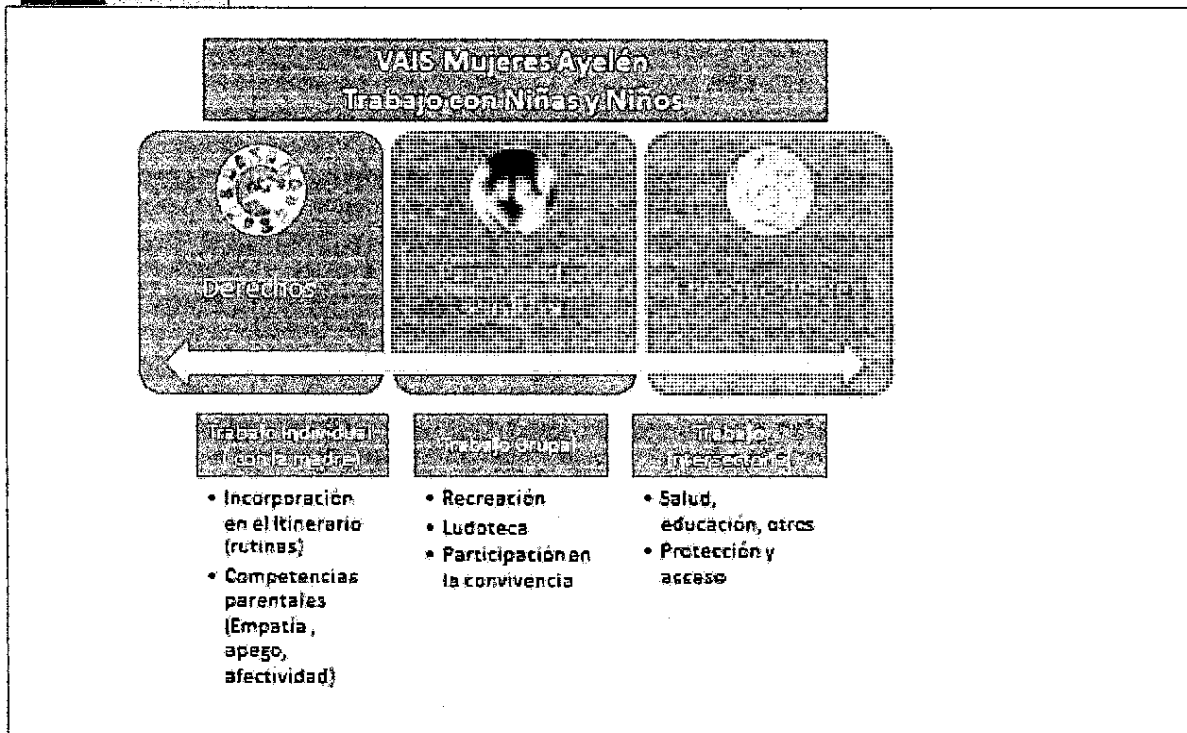 VAIS Mujeres Ayelén
Trabajo con Niñas y Niños
Derechos
Trabajo Individual
(con la madre)
Trabajo Grupal
Trabajo
Intersectorial
• Incorporación
en el Itinerario
(rutinas)
• Competencias
parentales
(Empatía,
apego,
afectividad)
• Recreación
• Ludoteca
• Participación en
la convivencia
• Salud,
educación, otros
• Protección y
acceso